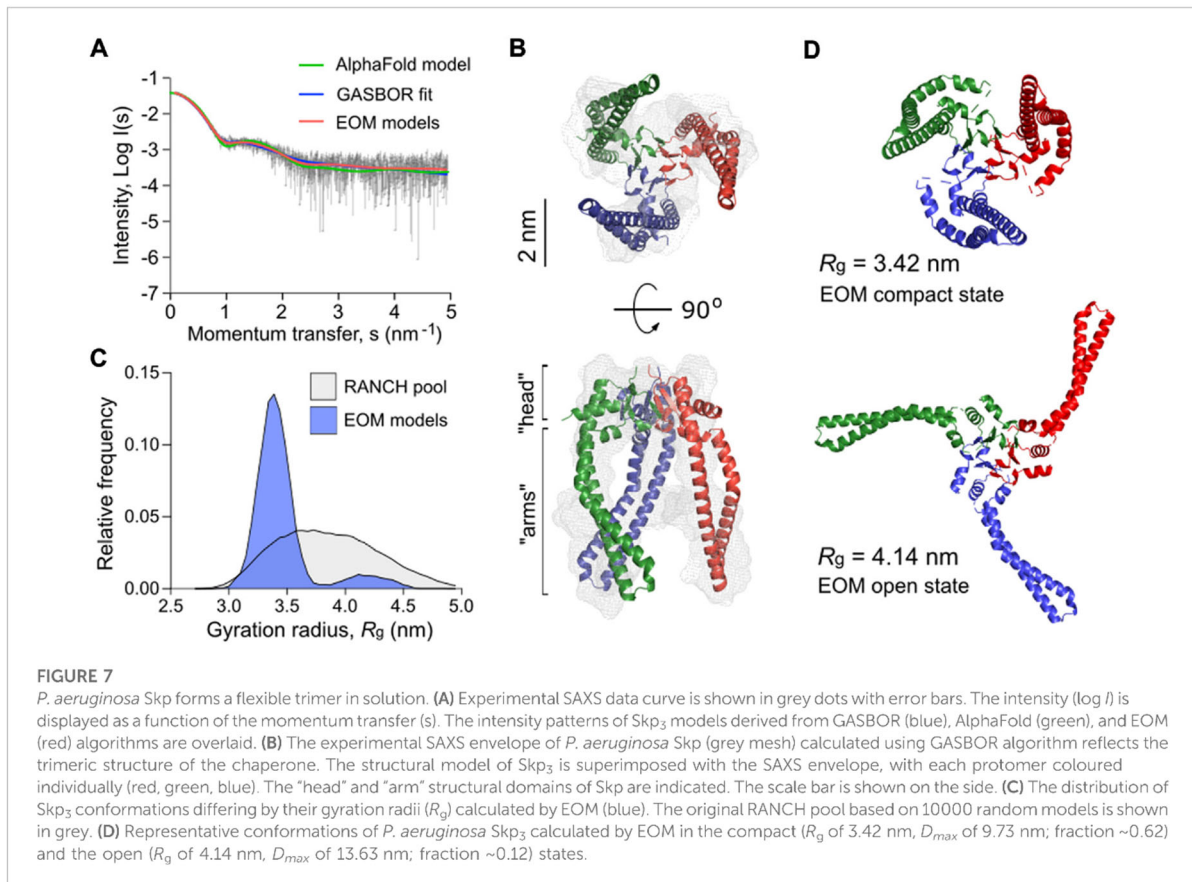 A
AlphaFold model
GASBOR fit
EOM models
Intensity, Log I(s)
-1
-2
-3
-4
-5
-6
-7
0
1
2
3
4
5
Momentum transfer, s (nm⁻¹)
B
2 nm
90°
"head"
"arms"
C
RANCH pool
EOM models
Relative frequency
0.15
0.10
0.05
0.00
2.5
3.0
3.5
4.0
4.5
5.0
Gyration radius, Rg (nm)
D
Rg = 3.42 nm
EOM compact state
Rg = 4.14 nm
EOM open state
FIGURE 7
P. aeruginosa Skp forms a flexible trimer in solution. (A) Experimental SAXS data curve is shown in grey dots with error bars. The intensity (log I) is
displayed as a function of the momentum transfer (s). The intensity patterns of Skp₃ models derived from GASBOR (blue), AlphaFold (green), and EOM
(red) algorithms are overlaid. (B) The experimental SAXS envelope of P. aeruginosa Skp (grey mesh) calculated using GASBOR algorithm reflects the
trimeric structure of the chaperone. The structural model of Skp₃ is superimposed with the SAXS envelope, with each protomer coloured
individually (red, green, blue). The "head" and "arm" structural domains of Skp are indicated. The scale bar is shown on the side. (C) The distribution of
Skp₃ conformations differing by their gyration radii (Rg) calculated by EOM (blue). The original RANCH pool based on 10000 random models is shown
in grey. (D) Representative conformations of P. aeruginosa Skp₃ calculated by EOM in the compact (Rg of 3.42 nm, Dmax of 9.73 nm; fraction ~0.62)
and the open (Rg of 4.14 nm, Dmax of 13.63 nm; fraction ~0.12) states.